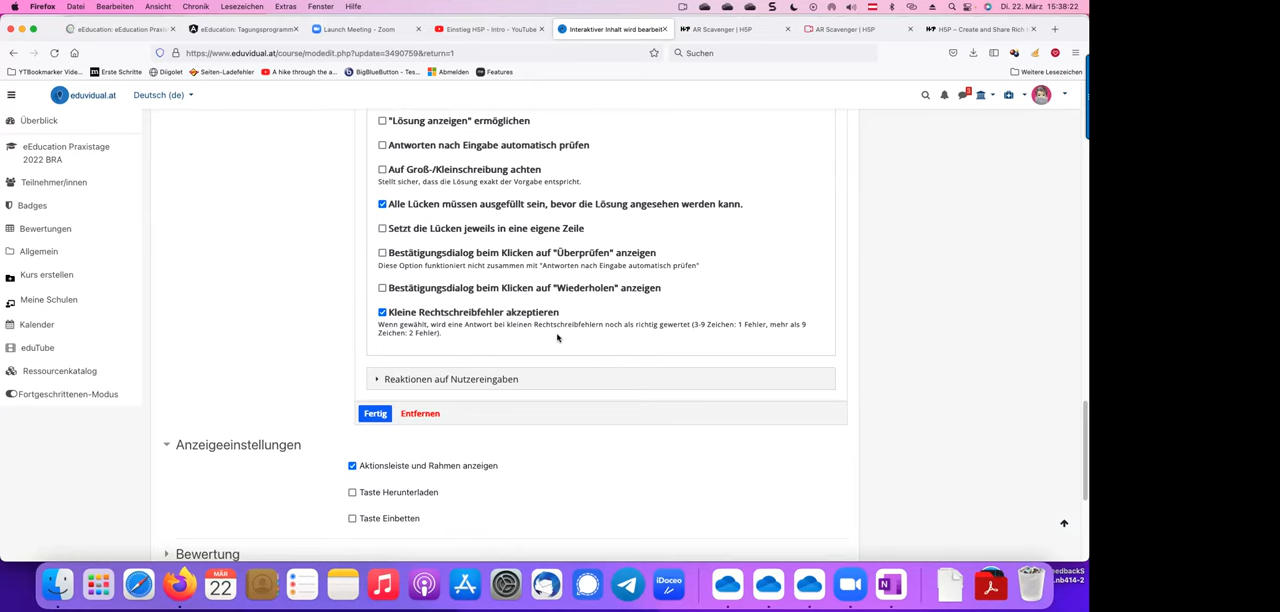 Firefox Datei Bearbeiten Ansicht Chronik Lesezeichen Extras Fenster Hilfe Di. 22. März 15:38:22
eEducation: eEducation Praxis eEducation: Tagungsprogramm Launch Meeting - Zoom Einstieg H5P - Intro - YouTube Interaktiver Inhalt wird bearbeit AR Scavenger | H5P AR Scavenger | H5P H5P – Create and Share Rich
https://www.eduvidual.at/course/modedit.php?update=3490759&return=1 Suchen
YTBookmarker Vide... Erste Schritte Diigolet Seiten-Ladefehler A hike through the a... BigBlueButton - Tes... Abmelden Features Weitere Lesezeichen
eduvidual.at Deutsch (de) 3
Überblick
eEducation Praxistage
2022 BRA
Teilnehmer/innen
Badges
Bewertungen
Allgemein
Kurs erstellen
Meine Schulen
Kalender
eduTube
Ressourcenkatalog
Fortgeschrittenen-Modus
"Lösung anzeigen" ermöglichen
Antworten nach Eingabe automatisch prüfen
Auf Groß-/Kleinschreibung achten
Stellt sicher, dass die Lösung exakt der Vorgabe entspricht.
Alle Lücken müssen ausgefüllt sein, bevor die Lösung angesehen werden kann.
Setzt die Lücken jeweils in eine eigene Zeile
Bestätigungsdialog beim Klicken auf "Überprüfen" anzeigen
Diese Option funktioniert nicht zusammen mit "Antworten nach Eingabe automatisch prüfen"
Bestätigungsdialog beim Klicken auf "Wiederholen" anzeigen
Kleine Rechtschreibfehler akzeptieren
Wenn gewählt, wird eine Antwort bei kleinen Rechtschreibfehlern noch als richtig gewertet (3-9 Zeichen: 1 Fehler, mehr als 9
Zeichen: 2 Fehler).
Reaktionen auf Nutzereingaben
Fertig Entfernen
Anzeigeeinstellungen
Aktionsleiste und Rahmen anzeigen
Taste Herunterladen
Taste Einbetten
Bewertung
MÄR
22
iDoceo
eedbackS
.nb414-2